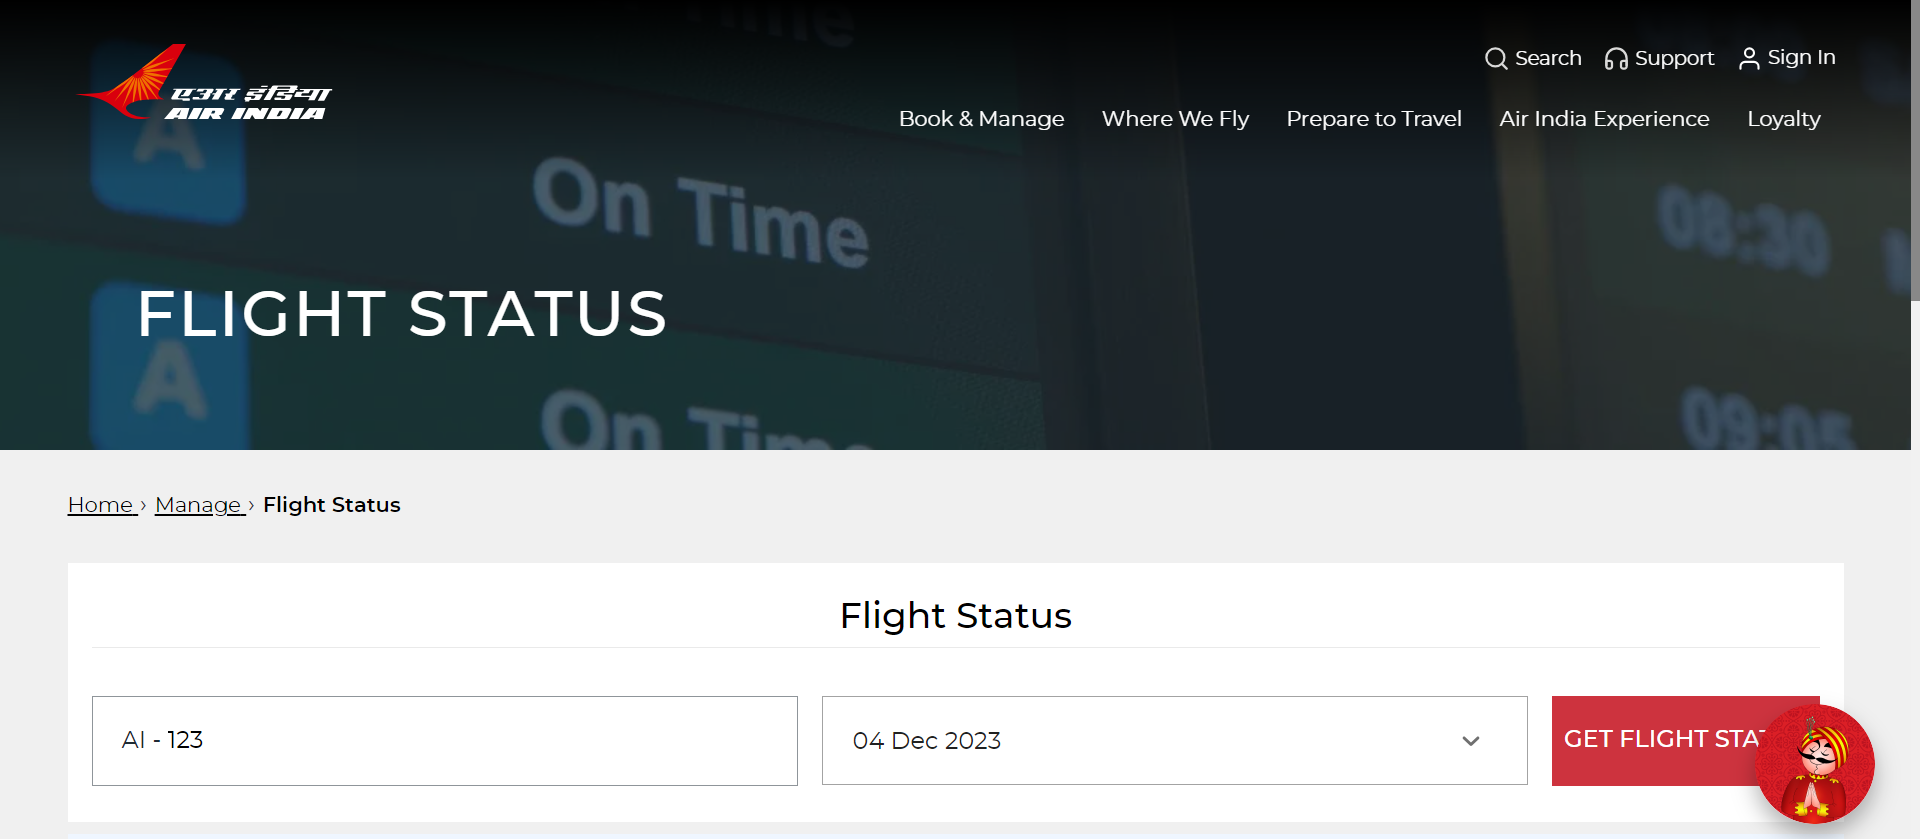 Time
Search
Support
Sign In
एअर इंडिया
AIR INDIA
Book & Manage
Where We Fly
Prepare to Travel
Air India Experience
Loyalty
A
On Time
08:30
FLIGHT STATUS
A
On Time
09:05
Home › Manage › Flight Status
Flight Status
AI - 123
04 Dec 2023
GET FLIGHT STAT